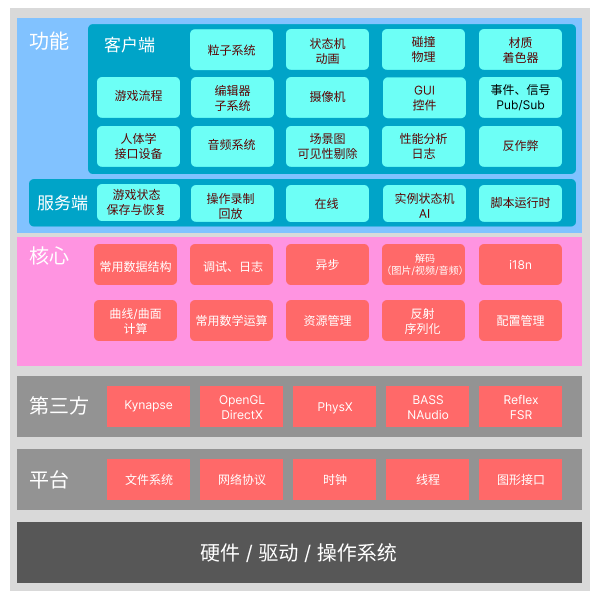 功能
客户端
粒子系统
状态机
动画
碰撞
物理
材质
着色器
游戏流程
编辑器
子系统
摄像机
GUI
控件
事件、信号
Pub/Sub
人体学
接口设备
音频系统
场景图
可见性剔除
性能分析
日志
反作弊
服务端
游戏状态
保存与恢复
操作录制
回放
在线
实例状态机
AI
脚本运行时
核心
常用数据结构
调试、日志
异步
解码
（图片/视频/音频）
i18n
曲线/曲面
计算
常用数学运算
资源管理
反射
序列化
配置管理
第三方
Kynapse
OpenGL
DirectX
PhysX
BASS
NAudio
Reflex
FSR
平台
文件系统
网络协议
时钟
线程
图形接口
硬件 / 驱动 / 操作系统